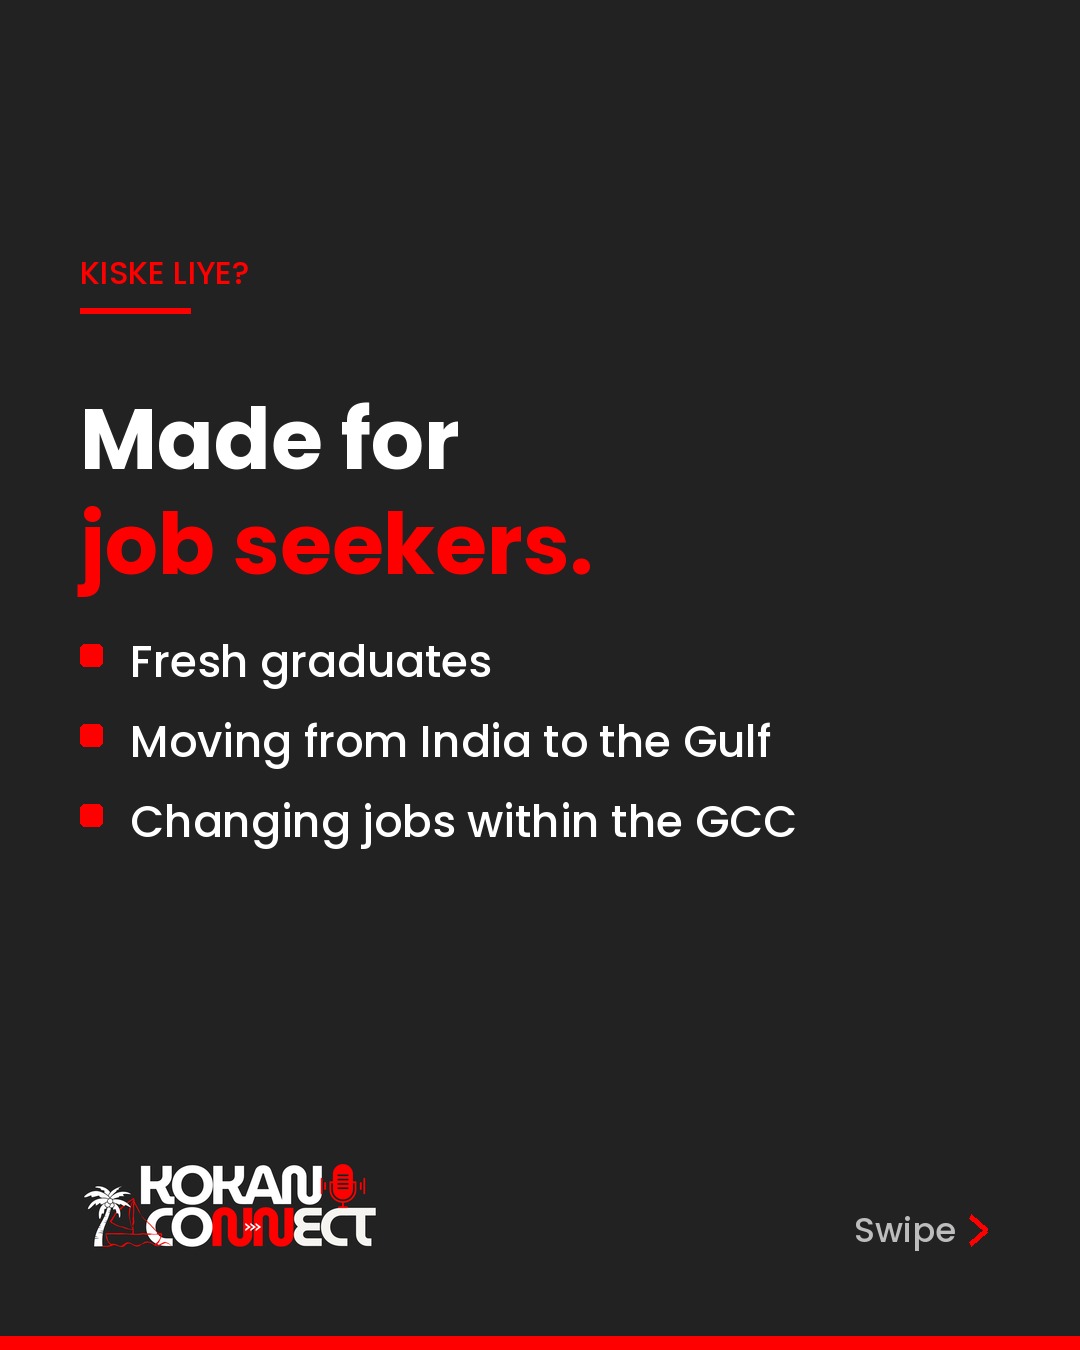 KISKE LIYE?
Made for
job seekers.
Fresh graduates
Moving from India to the Gulf
Changing jobs within the GCC
KOKAN
CONNECT
Swipe